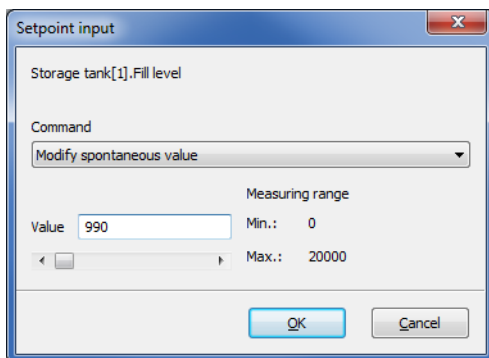 Setpoint input
Storage tank[1].Fill level
Command
Modify spontaneous value
Measuring range
Value 990 Min.: 0
Max.: 20000
OK Cancel